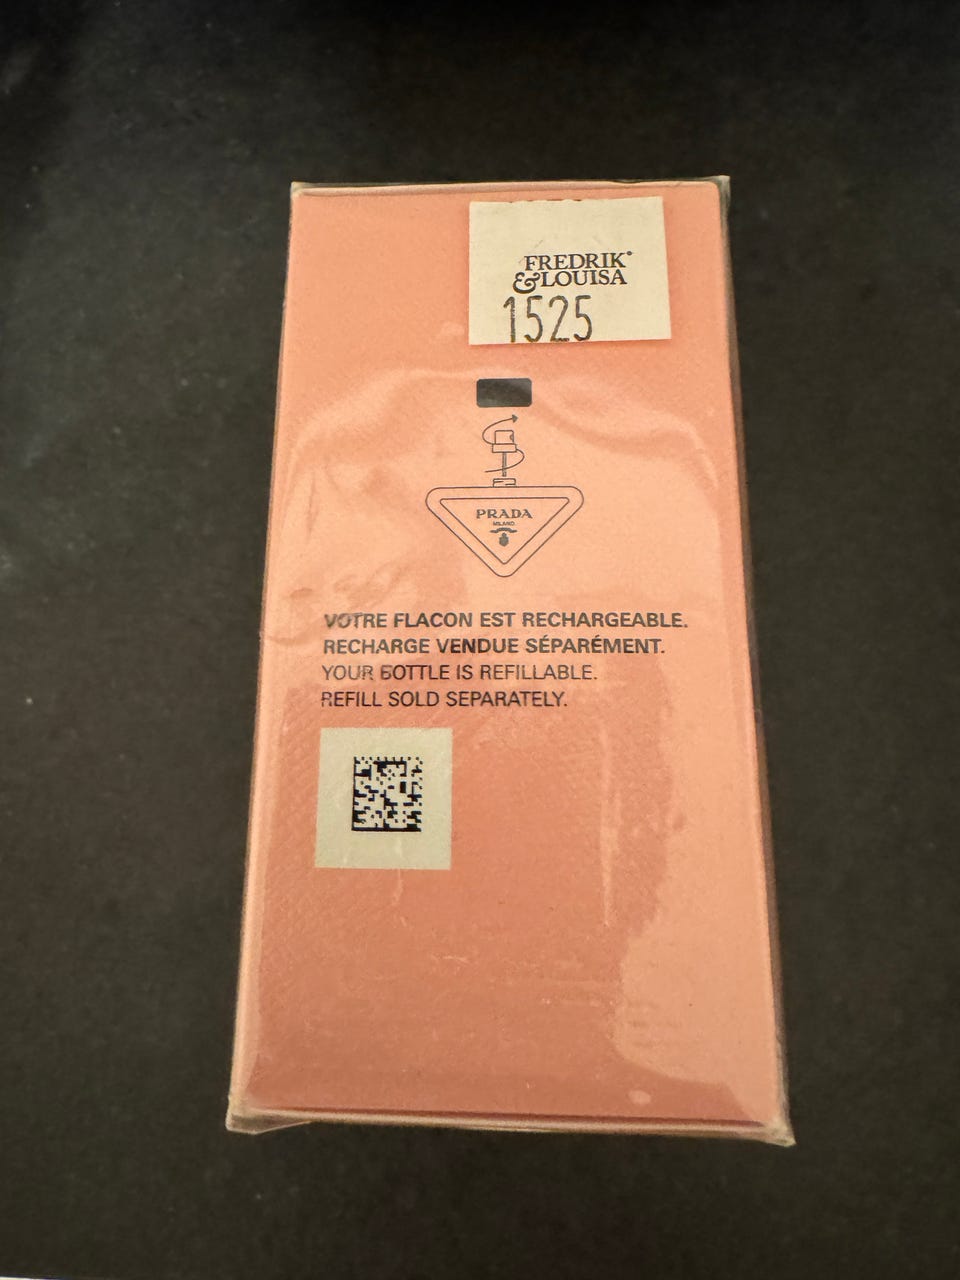 FREDRIK
&LOUISA
1525
PRADA
MILANO
VOTRE FLACON EST RECHARGEABLE.
RECHARGE VENDUE SÉPARÉMENT.
YOUR BOTTLE IS REFILLABLE.
REFILL SOLD SEPARATELY.